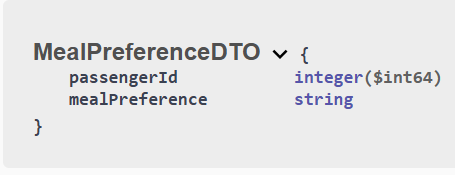 MealPreferenceDTO {
passengerId integer($int64)
mealPreference string
}